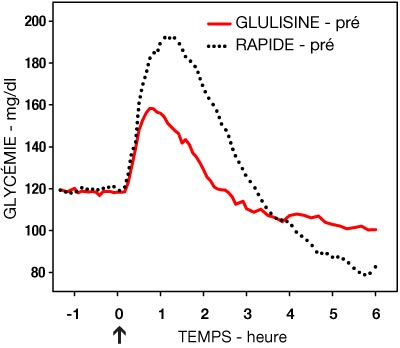 GLULISINE - pré
RAPIDE - pré
GLYCÉMIE - mg/dl
200
180
160
140
120
100
80
-1 0 1 2 3 4 5 6
TEMPS - heure